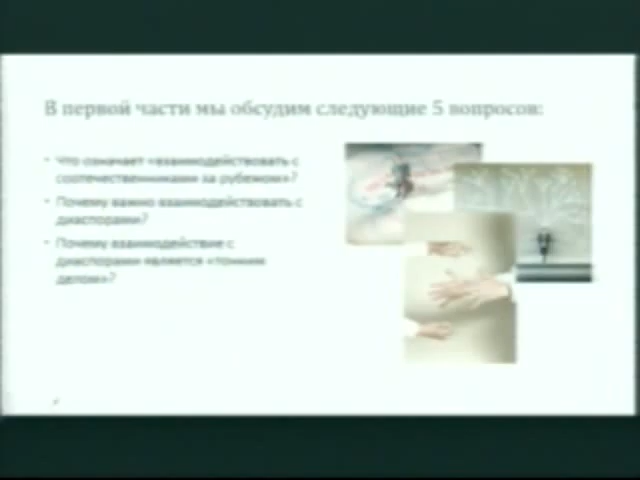 В первой части мы обсудим следующие 5 вопросов:
• Что означает «взаимодействовать с
соотечественниками за рубежом»?
• Почему важно взаимодействовать с
диаспорами?
• Почему взаимодействие с
диаспорами является «тонким
делом»?